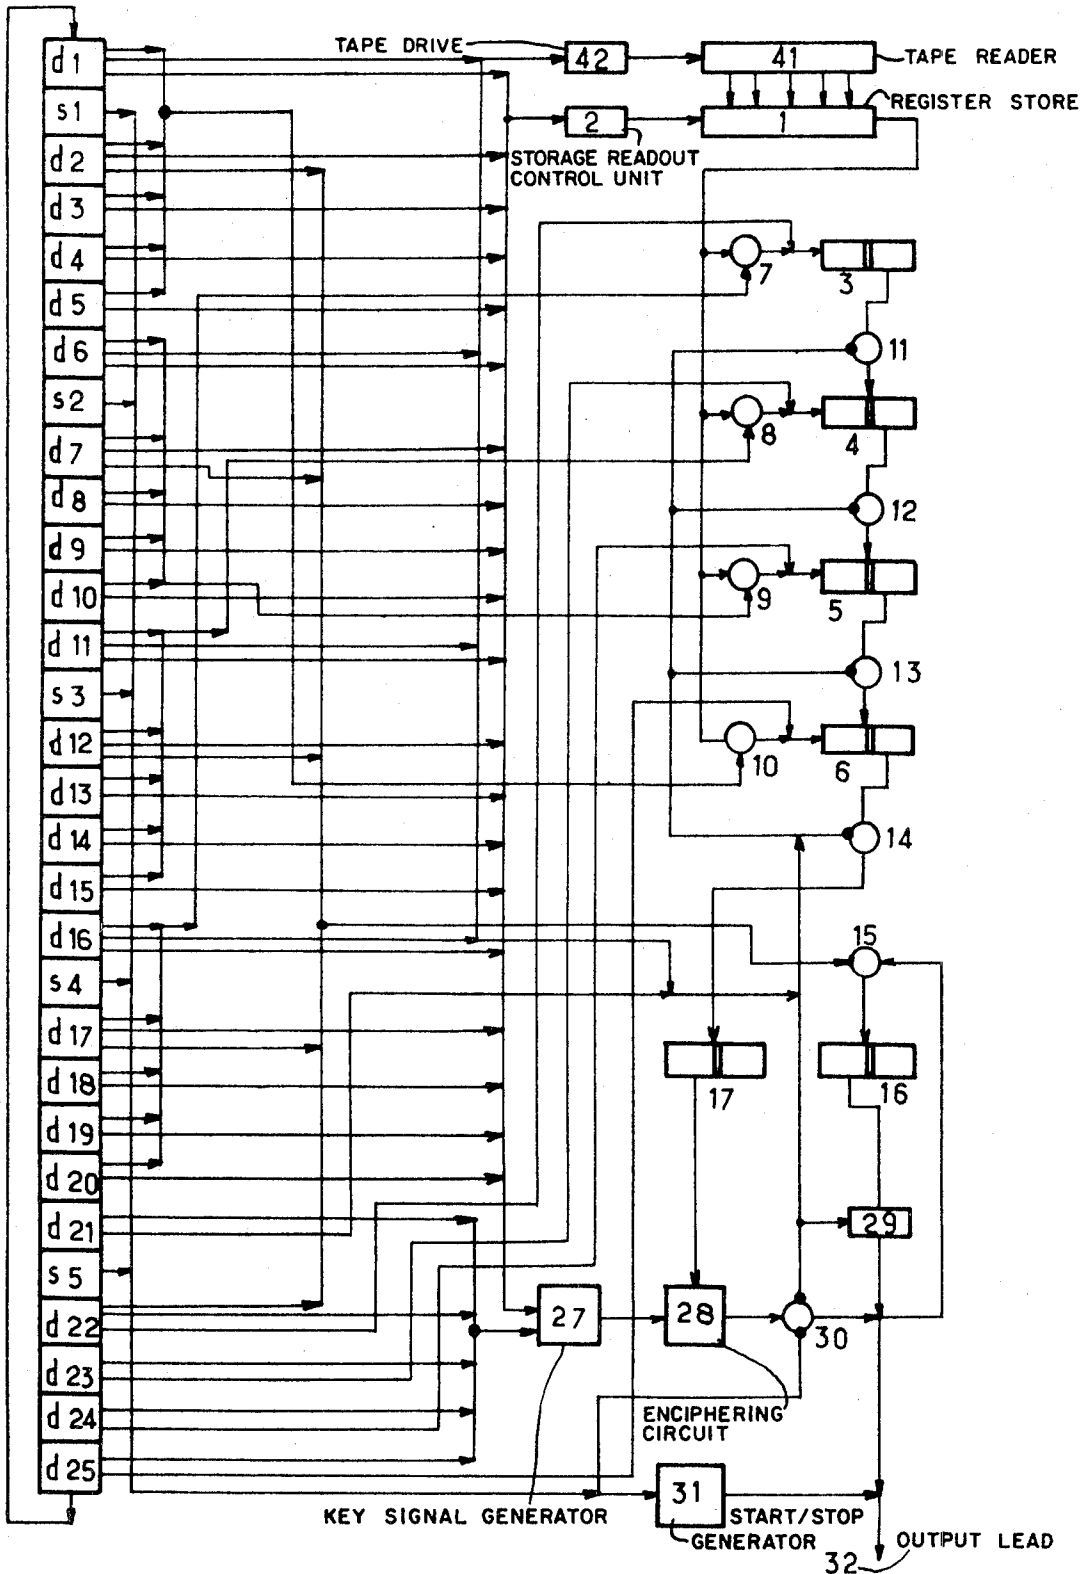 TAPE DRIVE
42
41
TAPE READER
REGISTER STORE
2
1
STORAGE READOUT
CONTROL UNIT
d1
s1
d2
d3
d4
d5
d6
s2
d7
d8
d9
d10
d11
s3
d12
d13
d14
d15
d16
s4
d17
d18
d19
d20
d21
s5
d22
d23
d24
d25
7
3
11
8
4
12
9
5
13
10
6
14
15
17
16
29
27
28
30
ENCIPHERING
CIRCUIT
KEY SIGNAL GENERATOR
31
START/STOP
GENERATOR
OUTPUT LEAD
32